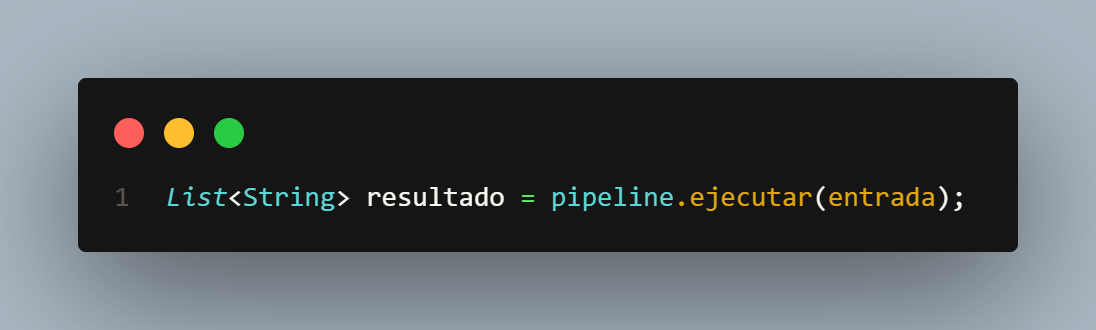 1 List<String> resultado = pipeline.ejecutar(entrada);